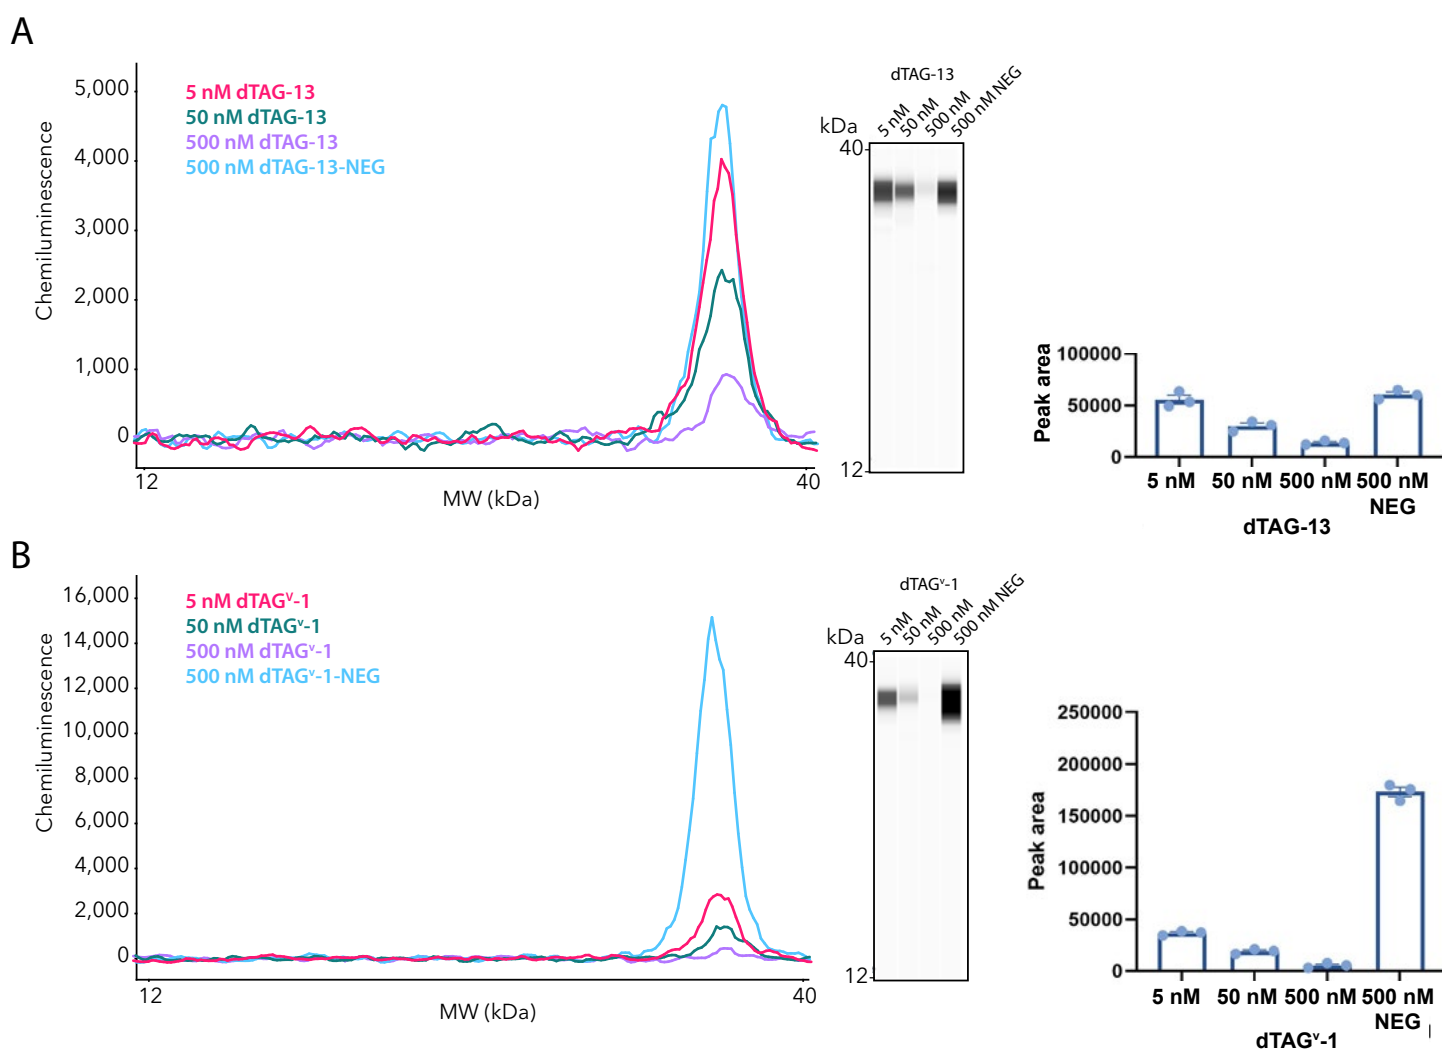 A
Chemiluminescence
5,000
4,000
3,000
2,000
1,000
0
5 nM dTAG-13
50 nM dTAG-13
500 nM dTAG-13
500 nM dTAG-13-NEG
12
40
MW (kDa)
dTAG-13
5 nM
50 nM
500 nM
500 nM NEG
kDa
40
12
Peak area
100000
50000
0
5 nM 50 nM 500 nM 500 nM
NEG
dTAG-13
B
Chemiluminescence
16,000
14,000
12,000
10,000
8,000
6,000
4,000
2,000
0
5 nM dTAGⱽ-1
50 nM dTAGᵛ-1
500 nM dTAGᵛ-1
500 nM dTAGᵛ-1-NEG
12
40
MW (kDa)
dTAGᵛ-1
5 nM
50 nM
500 nM
500 nM NEG
kDa
40
12
Peak area
250000
200000
150000
100000
50000
0
5 nM 50 nM 500 nM 500 nM
NEG
dTAGᵛ-1